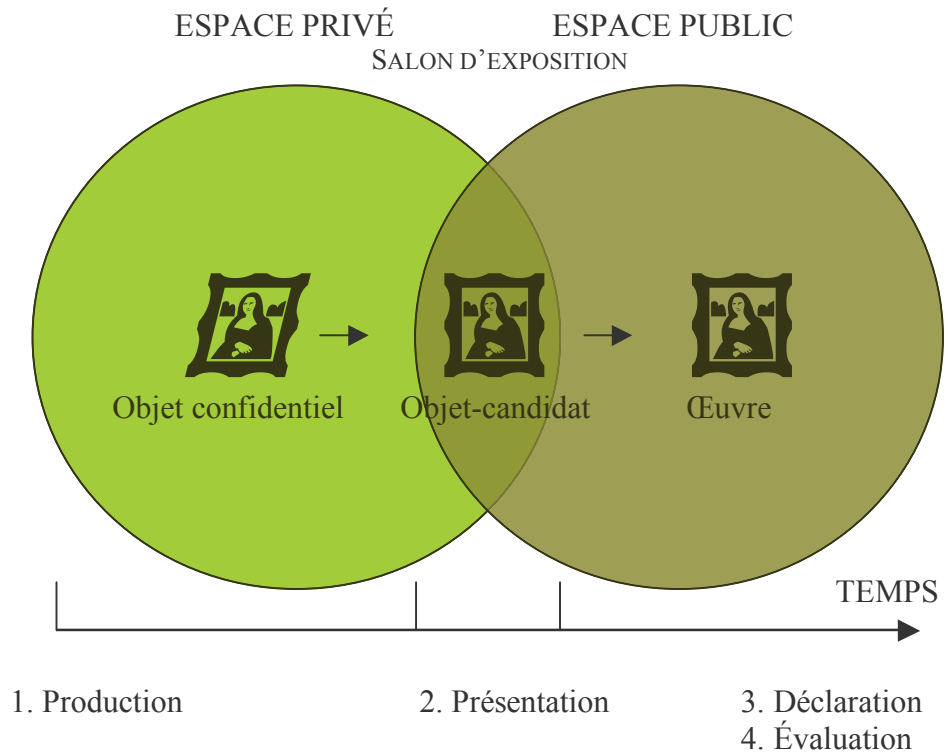 ESPACE PRIVÉ
ESPACE PUBLIC
SALON D’EXPOSITION
Objet confidentiel
Objet-candidat
Œuvre
TEMPS
1. Production
2. Présentation
3. Déclaration
4. Évaluation